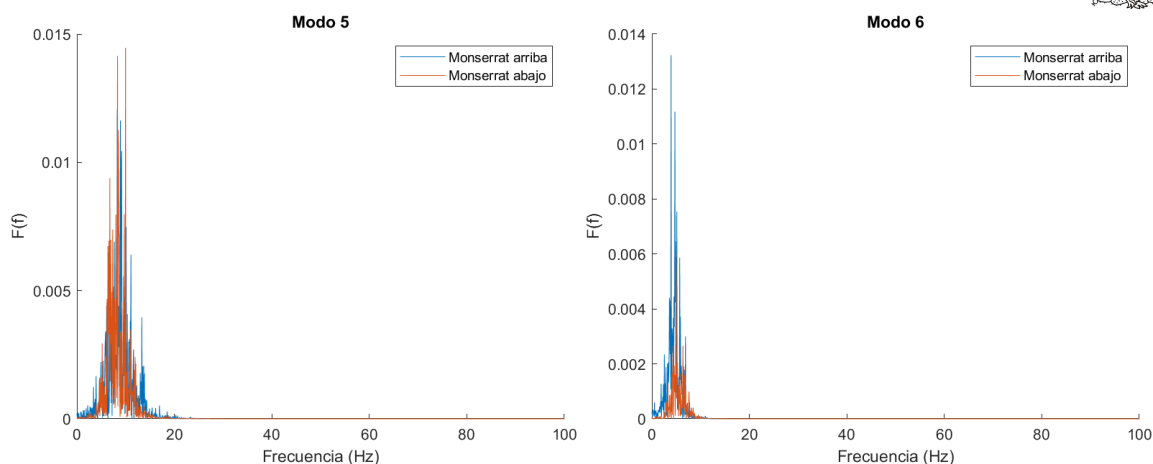 Modo 5
Monserrat arriba
Monserrat abajo
0.015
0.01
0.005
0
F(f)
0
20
40
60
80
100
Frecuencia (Hz)
Modo 6
Monserrat arriba
Monserrat abajo
0.014
0.012
0.01
0.008
0.006
0.004
0.002
0
F(f)
0
20
40
60
80
100
Frecuencia (Hz)